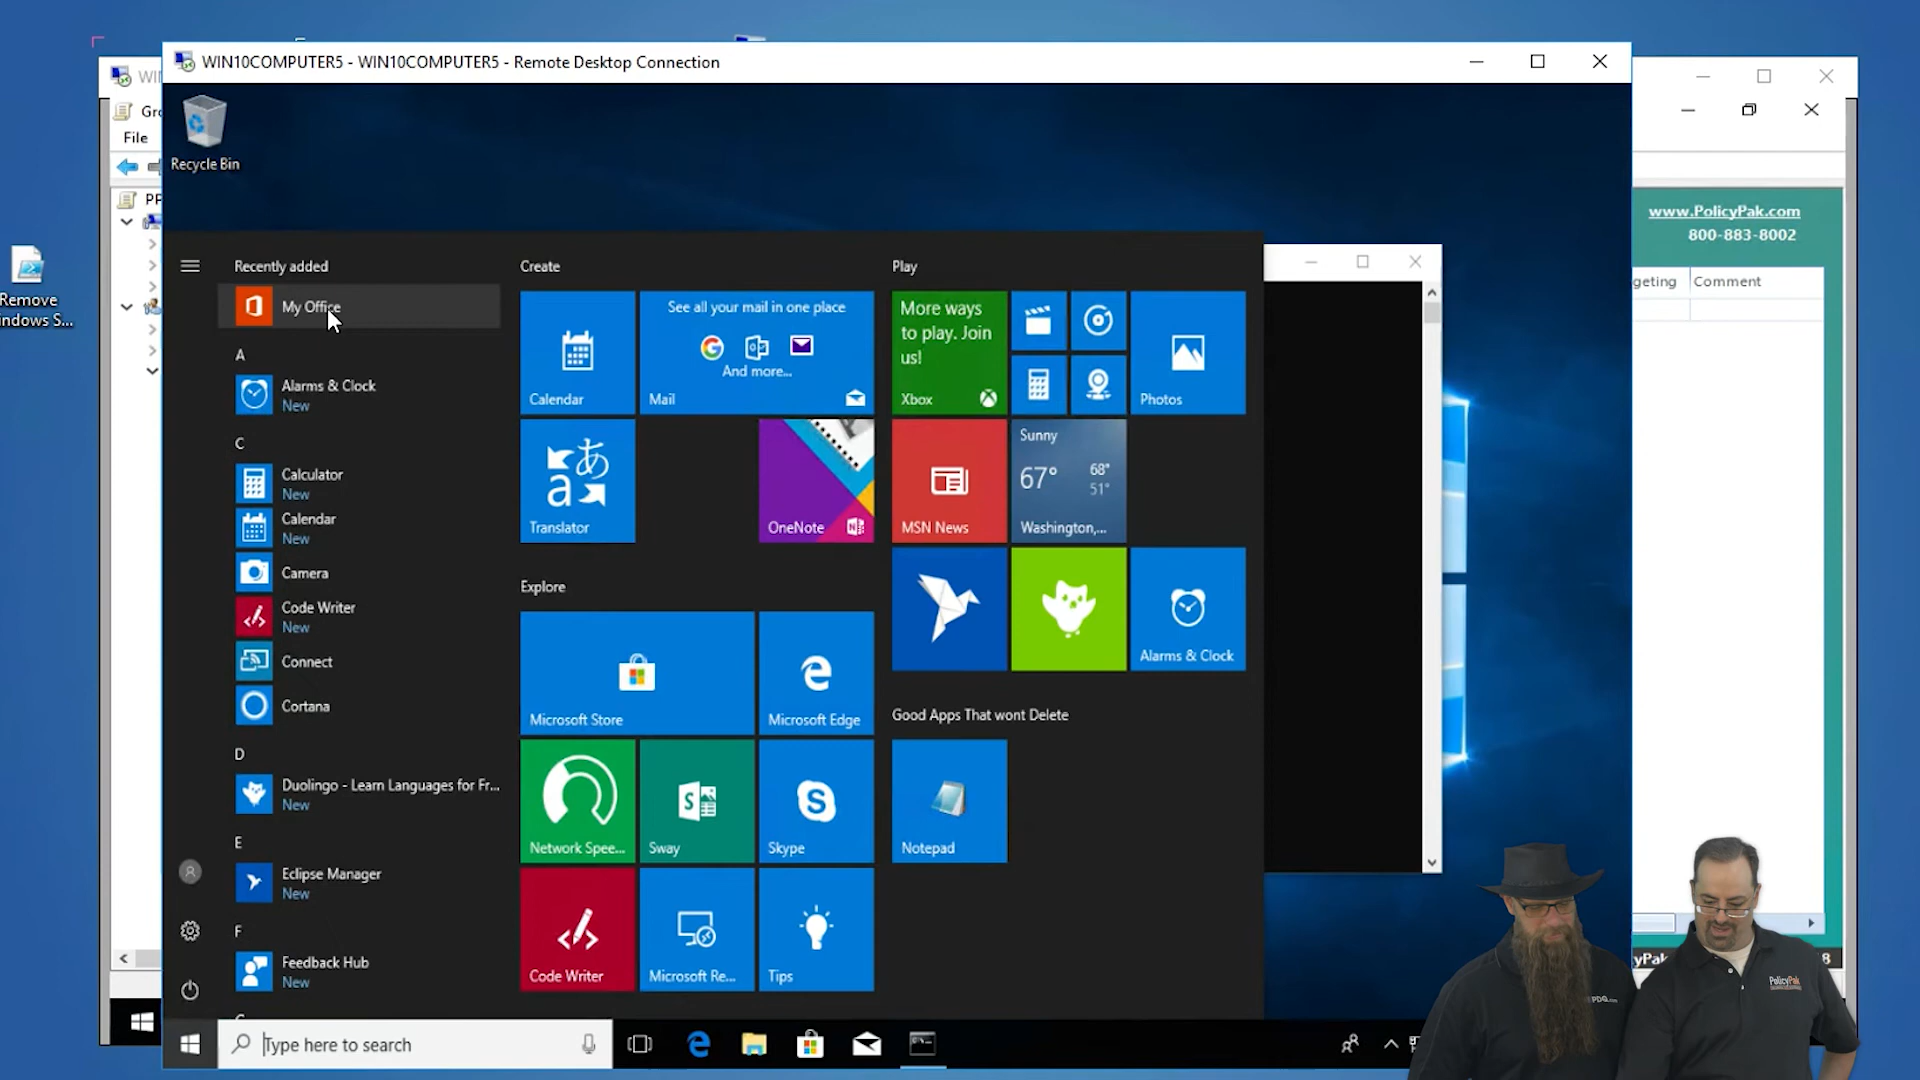 WIN10COMPUTER5 - WIN10COMPUTER5 - Remote Desktop Connection
File
Recycle Bin
PP
www.PolicyPak.com
800-883-8002
geting
Comment
Remove
indows S...
Recently added
My Office
A
Alarms & Clock
New
C
Calculator
New
Calendar
New
Camera
Code Writer
New
Connect
Cortana
D
Duolingo - Learn Languages for Fr...
New
E
Eclipse Manager
New
F
Feedback Hub
New
Create
Calendar
See all your mail in one place
And more...
Mail
Translator
OneNote
Explore
Microsoft Store
Microsoft Edge
Network Spee...
Sway
Skype
Code Writer
Microsoft Re...
Tips
Play
More ways
to play. Join
us!
Xbox
Photos
MSN News
Sunny
67°
68°
51°
Washington,...
Alarms & Clock
Good Apps That wont Delete
Notepad
Type here to search
PolicyPak